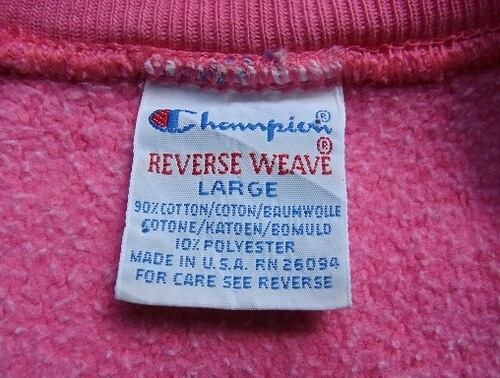 Champion®
REVERSE WEAVE®
LARGE
90% COTTON/COTON/BAUMWOLLE
COTONE/KATOEN/BOMULD
10% POLYESTER
MADE IN U.S.A. RN 26094
FOR CARE SEE REVERSE